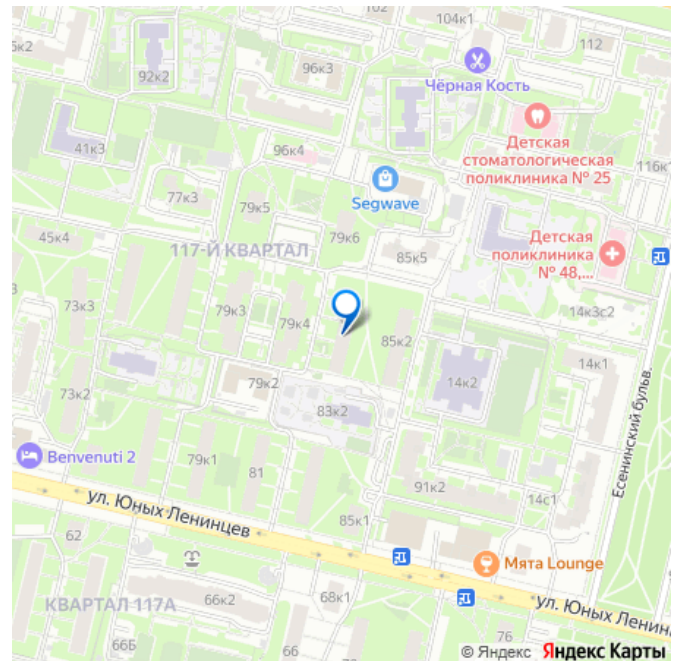 102
104к1
112
6к2
92к2
96к3
Чёрная Кость
Детская
стоматологическая
поликлиника № 25
41к3
96к4
116к1
77к3
79к5
Segwave
45к4
117-Й КВАРТАЛ
79к6
85к5
Детская
поликлиника
№ 48,...
73к3
79к3
79к4
85к2
14к3с2
14к1
73к2
79к2
83к2
14к2
Есенинский бульв.
Benvenuti 2
79к1
81
91к2
14с1
ул. Юных Ленинцев
85к1
62
Мята Lounge
КВАРТАЛ 117А
66к2
68к1
ул. Юных Ленинц
66Б
76
© Яндекс Яндекс Карты